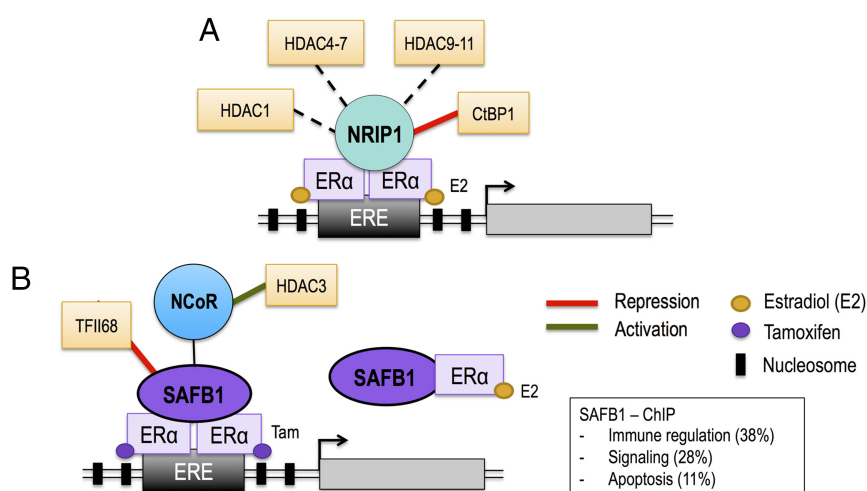 A
HDAC4-7
HDAC9-11
HDAC1
NRIP1
CtBP1
ERα
ERα
E2
ERE
B
NCoR
HDAC3
TFII68
SAFB1
ERα
ERα
Tam
ERE
SAFB1
ERα
E2
Repression
Activation
Estradiol (E2)
Tamoxifen
Nucleosome
SAFB1 – ChIP
- Immune regulation (38%)
- Signaling (28%)
- Apoptosis (11%)